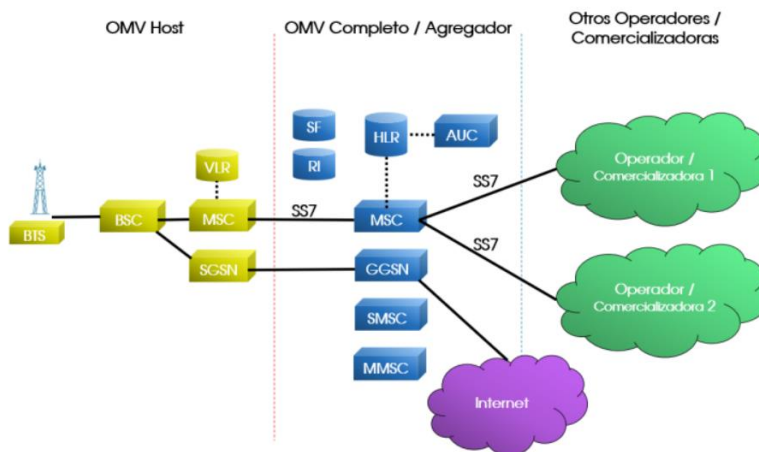 OMV Host
OMV Completo / Agregador
Otros Operadores /
Comercializadoras
SF
HLR
AUC
VLR
RI
Operador /
Comercializadora 1
SS7
BSC
MSC
SS7
MSC
BTS
SS7
SGSN
GGSN
Operador /
Comercializadora 2
SMSC
MMSC
Internet